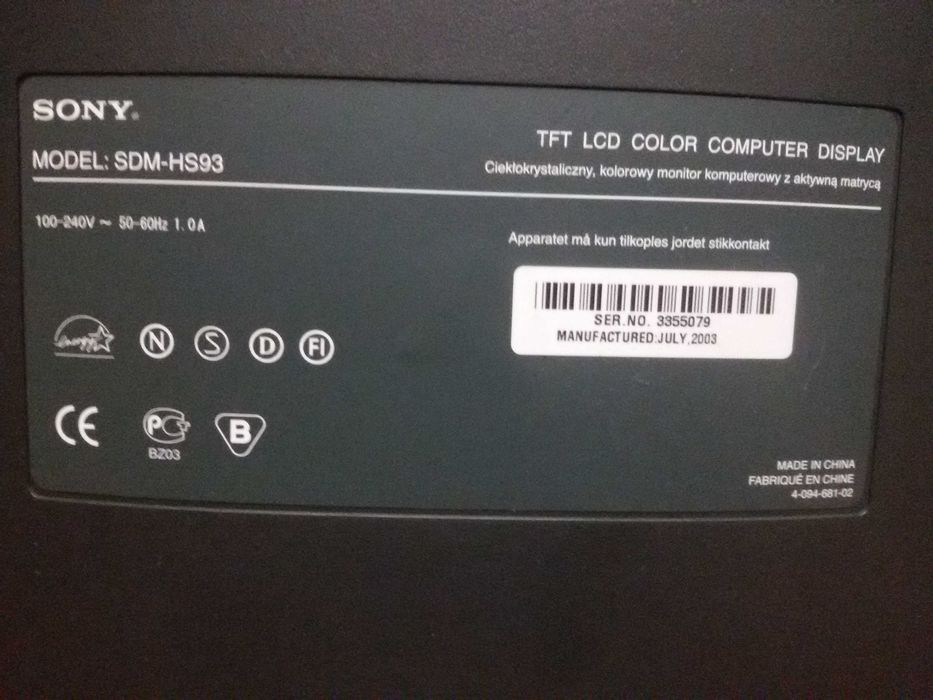 SONY®
MODEL: SDM-HS93
TFT LCD COLOR COMPUTER DISPLAY
Ciekłokrystaliczny, kolorowy monitor komputerowy z aktywną matrycą
100-240V ~ 50-60Hz 1.0A
Apparatet må kun tilkoples jordet stikkontakt
SER.NO. 3355079
MANUFACTURED:JULY,2003
energy
N S D FI
CE PC B
BZ03
MADE IN CHINA
FABRIQUÉ EN CHINE
4-094-681-02